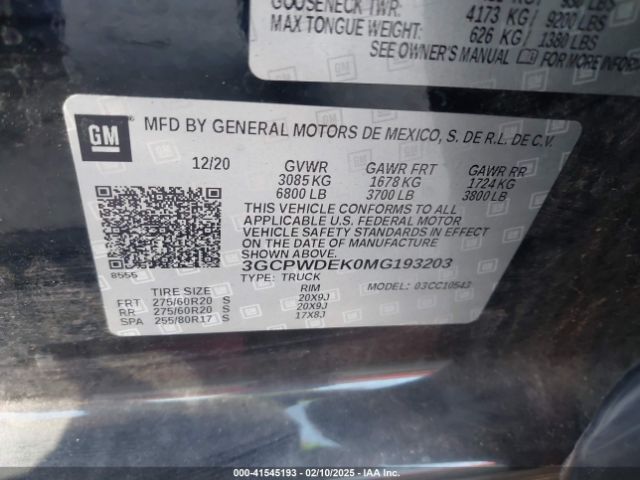 GOOSENECK TWR:
4173 KG/ 9200 LBS
MAX TONGUE WEIGHT:
626 KG/ 1380 LBS
SEE OWNER'S MANUAL FOR MORE
GM
MFD BY GENERAL MOTORS DE MEXICO, S. DE R.L. DE C.V.
12/20 GVWR GAWR FRT GAWR RR
3085 KG 1678 KG 1724 KG
6800 LB 3700 LB 3800 LB
THIS VEHICLE CONFORMS TO ALL
APPLICABLE U.S. FEDERAL MOTOR
VEHICLE SAFETY STANDARDS IN EFFECT
ON THE DATE OF MANUFACTURE SHOWN ABOVE.
3GCPWDEK0MG193203
8555 TYPE: TRUCK MODEL: 03CC10543
TIRE SIZE RIM
FRT 275/60R20 S 20X9J
RR 275/60R20 S 20X9J
SPA 255/80R17 S 17X8J
000-41545193 - 02/10/2025 - IAAI.COM